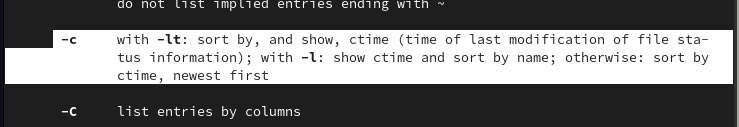 do not list implied entries ending with ~
-c with -lt: sort by, and show, ctime (time of last modification of file sta-
tus information); with -l: show ctime and sort by name; otherwise: sort by
ctime, newest first
-C list entries by columns